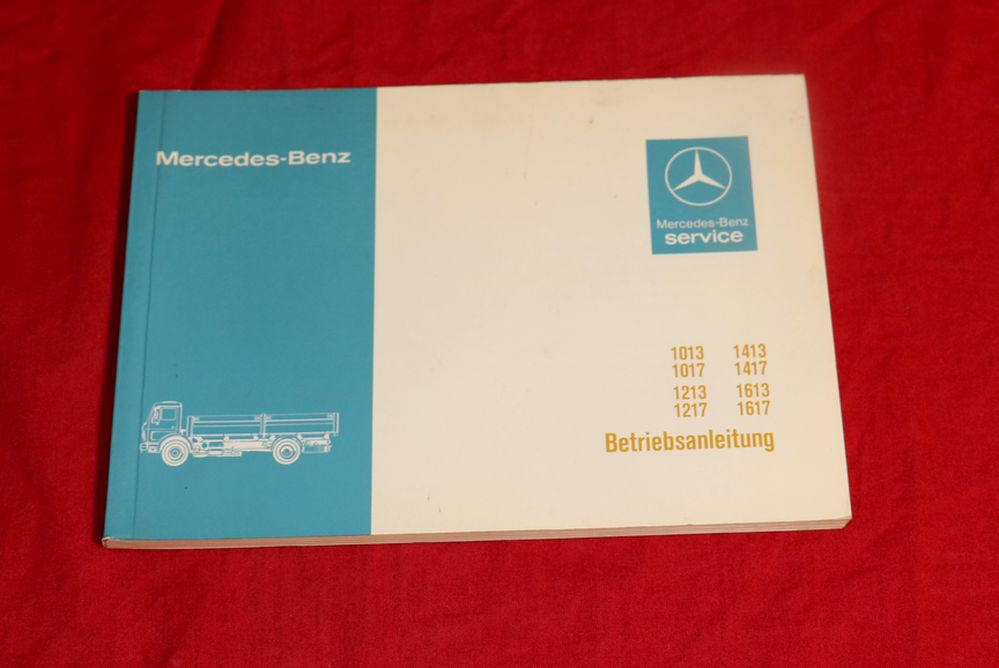 Mercedes-Benz
Mercedes-Benz
service
1013 1413
1017 1417
1213 1613
1217 1617
Betriebsanleitung